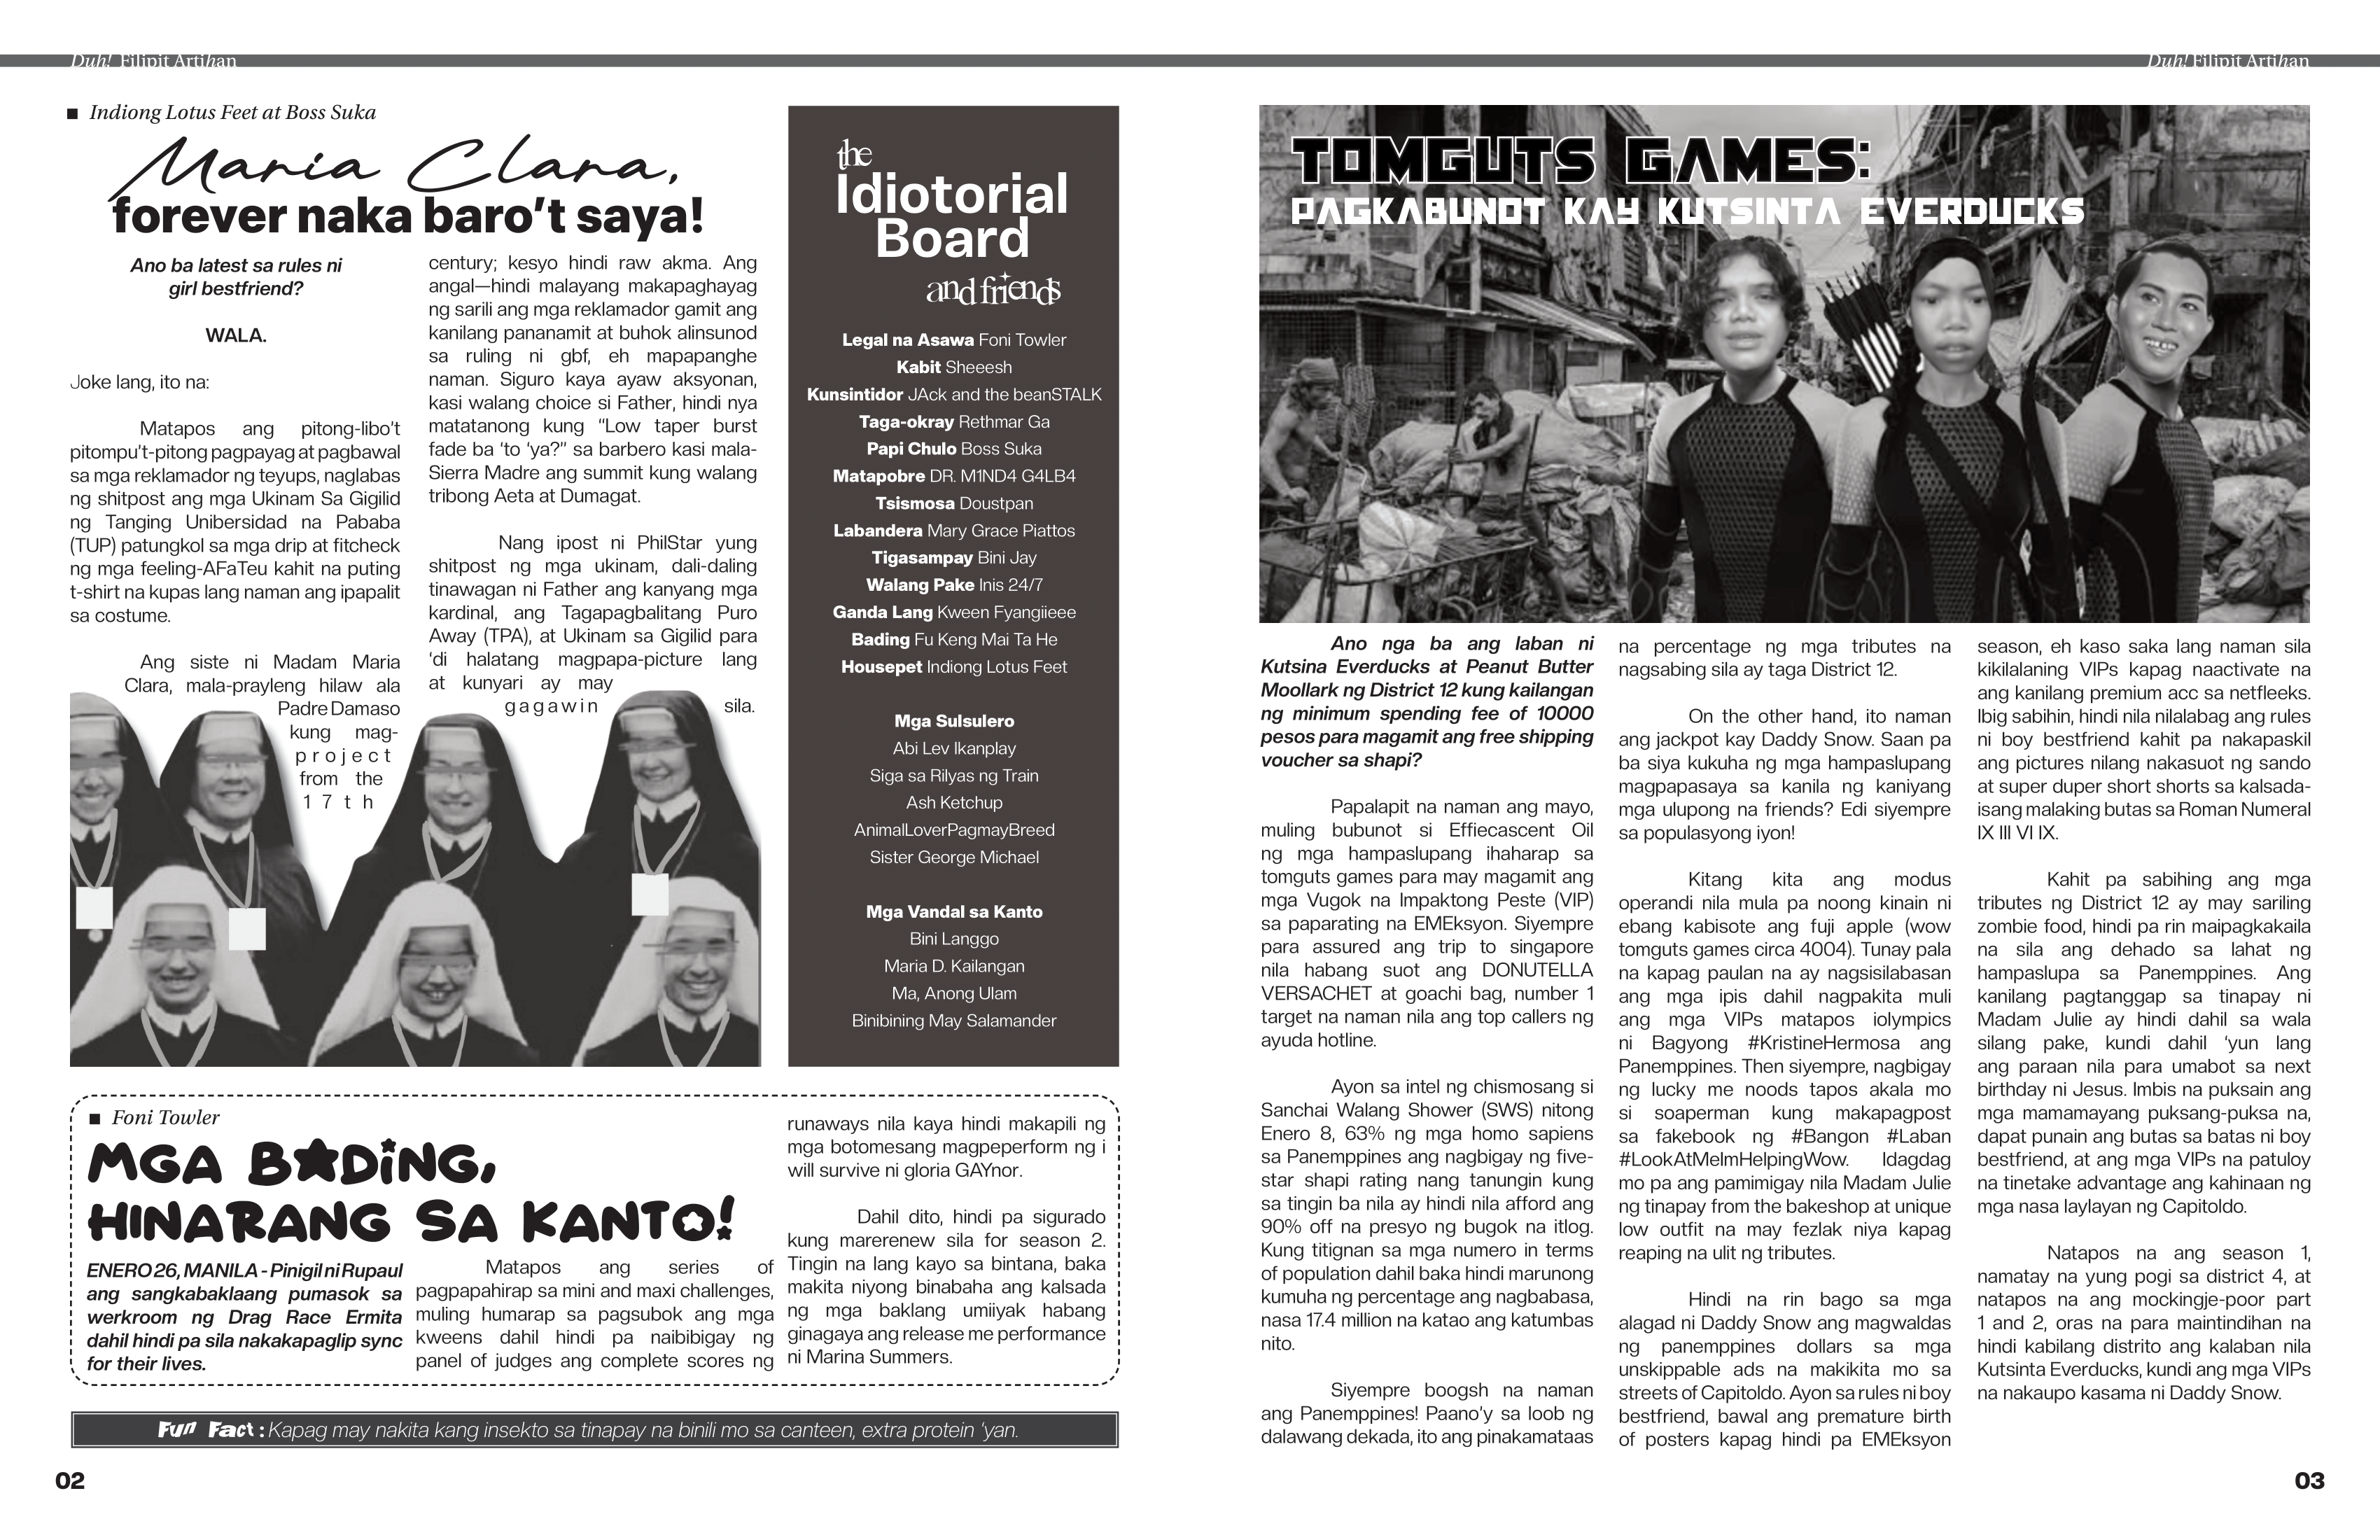 Duh! Filipit Artihan
Duh! Filipit Artihan
■ Indiong Lotus Feet at Boss Suka
Maria Clara,
forever naka baro’t saya!
Ano ba latest sa rules ni
girl bestfriend?
WALA.
Joke lang, ito na:
Matapos ang pitong-libo’t
pitompu’t-pitong pagpayag at pagbawal
sa mga reklamador ng teyups, naglabas
ng shitpost ang mga Ukinam Sa Gigilid
ng Tanging Unibersidad na Pababa
(TUP) patungkol sa mga drip at fitcheck
ng mga feeling-AFaTeu kahit na puting
t-shirt na kupas lang naman ang ipapalit
sa costume.
Ang siste ni Madam Maria
Clara, mala-prayleng hilaw ala
Padre Damaso
kung mag-
project
from the
17th
century; kesyo hindi raw akma. Ang
angal—hindi malayang makapaghayag
ng sarili ang mga reklamador gamit ang
kanilang pananamit at buhok alinsunod
sa ruling ni gbf, eh mapapanghe
naman. Siguro kaya ayaw aksyonan,
kasi walang choice si Father, hindi nya
matatanong kung “Low taper burst
fade ba ‘to ‘ya?” sa barbero kasi mala-
Sierra Madre ang summit kung walang
tribong Aeta at Dumagat.
Nang ipost ni PhilStar yung
shitpost ng mga ukinam, dali-daling
tinawagan ni Father ang kanyang mga
kardinal, ang Tagapagbalitang Puro
Away (TPA), at Ukinam sa Gigilid para
‘di halatang magpapa-picture lang
at kunyari ay may
gagawin sila.
the
Idiotorial
Board
and friends
Legal na Asawa Foni Towler
Kabit Sheeesh
Kunsintidor JAck and the beanSTALK
Taga-okray Rethmar Ga
Papi Chulo Boss Suka
Matapobre DR. M1ND4 G4LB4
Tsismosa Doustpan
Labandera Mary Grace Piattos
Tigasampay Bini Jay
Walang Pake Inis 24/7
Ganda Lang Kween Fyangiieee
Bading Fu Keng Mai Ta He
Housepet Indiong Lotus Feet
Mga Sulsulero
Abi Lev Ikanplay
Siga sa Rilyas ng Train
Ash Ketchup
AnimalLoverPagmayBreed
Sister George Michael
Mga Vandal sa Kanto
Bini Langgo
Maria D. Kailangan
Ma, Anong Ulam
Binibining May Salamander
■ Foni Towler
MGA BADING,
HINARANG SA KANTO!
ENERO 26, MANILA - Pinigil ni Rupaul
ang sangkabaklaang pumasok sa
werkroom ng Drag Race Ermita
dahil hindi pa sila nakakapaglip sync
for their lives.
Matapos ang series of
pagpapahirap sa mini and maxi challenges,
muling humarap sa pagsubok ang mga
kweens dahil hindi pa naibibigay ng
panel of judges ang complete scores ng
runaways nila kaya hindi makapili ng
mga botomesang magpeperform ng i
will survive ni gloria GAYnor.
Dahil dito, hindi pa sigurado
kung marerenew sila for season 2.
Tingin na lang kayo sa bintana, baka
makita niyong binabaha ang kalsada
ng mga baklang umiiyak habang
ginagaya ang release me performance
ni Marina Summers.
Fun Fact : Kapag may nakita kang insekto sa tinapay na binili mo sa canteen, extra protein ‘yan.
02
TOMGUTS GAMES:
PAGKABUNOT KAY KUTSINTA EVERDUCKS
Ano nga ba ang laban ni
Kutsina Everducks at Peanut Butter
Moollark ng District 12 kung kailangan
ng minimum spending fee of 10000
pesos para magamit ang free shipping
voucher sa shapi?
Papalapit na naman ang mayo,
muling bubunot si Effiecascent Oil
ng mga hampaslupang ihaharap sa
tomguts games para may magamit ang
mga Vugok na Impaktong Peste (VIP)
sa paparating na EMEksyon. Siyempre
para assured ang trip to singapore
nila habang suot ang DONUTELLA
VERSACHET at goachi bag, number 1
target na naman nila ang top callers ng
ayuda hotline.
Ayon sa intel ng chismosang si
Sanchai Walang Shower (SWS) nitong
Enero 8, 63% ng mga homo sapiens
sa Panemppines ang nagbigay ng five-
star shapi rating nang tanungin kung
sa tingin ba nila ay hindi nila afford ang
90% off na presyo ng bugok na itlog.
Kung titignan sa mga numero in terms
of population dahil baka hindi marunong
kumuha ng percentage ang nagbabasa,
nasa 17.4 million na katao ang katumbas
nito.
Siyempre boogsh na naman
ang Panemppines! Paano’y sa loob ng
dalawang dekada, ito ang pinakamataas
na percentage ng mga tributes na
nagsabing sila ay taga District 12.
On the other hand, ito naman
ang jackpot kay Daddy Snow. Saan pa
ba siya kukuha ng mga hampaslupang
magpapasaya sa kanila ng kaniyang
mga ulupong na friends? Edi siyempre
sa populasyong iyon!
Kitang kita ang modus
operandi nila mula pa noong kinain ni
ebang kabisote ang fuji apple (wow
tomguts games circa 4004). Tunay pala
na kapag paulan na ay nagsisilabasan
ang mga ipis dahil nagpakita muli
ang mga VIPs matapos iolympics
ni Bagyong #KristineHermosa ang
Panemppines. Then siyempre, nagbigay
ng lucky me noods tapos akala mo
si soaperman kung makapagpost
sa fakebook ng #Bangon #Laban
#LookAtMeImHelpingWow. Idagdag
mo pa ang pamimigay nila Madam Julie
ng tinapay from the bakeshop at unique
low outfit na may fezlak niya kapag
reaping na ulit ng tributes.
Hindi na rin bago sa mga
alagad ni Daddy Snow ang magwaldas
ng panemppines dollars sa mga
unskippable ads na makikita mo sa
streets of Capitoldo. Ayon sa rules ni boy
bestfriend, bawal ang premature birth
of posters kapag hindi pa EMEksyon
season, eh kaso saka lang naman sila
kikilalaning VIPs kapag naactivate na
ang kanilang premium acc sa netfleeks.
Ibig sabihin, hindi nila nilalabag ang rules
ni boy bestfriend kahit pa nakapaskil
ang pictures nilang nakasuot ng sando
at super duper short shorts sa kalsada-
isang malaking butas sa Roman Numeral
IX III VI IX.
Kahit pa sabihing ang mga
tributes ng District 12 ay may sariling
zombie food, hindi pa rin maipagkakaila
na sila ang dehado sa lahat ng
hampaslupa sa Panemppines. Ang
kanilang pagtanggap sa tinapay ni
Madam Julie ay hindi dahil sa wala
silang pake, kundi dahil ‘yun lang
ang paraan nila para umabot sa next
birthday ni Jesus. Imbis na puksain ang
mga mamamayang puksang-puksa na,
dapat punain ang butas sa batas ni boy
bestfriend, at ang mga VIPs na patuloy
na tinetake advantage ang kahinaan ng
mga nasa laylayan ng Capitoldo.
Natapos na ang season 1,
namatay na yung pogi sa district 4, at
natapos na ang mockingje-poor part
1 and 2, oras na para maintindihan na
hindi kabilang distrito ang kalaban nila
Kutsinta Everducks, kundi ang mga VIPs
na nakaupo kasama ni Daddy Snow.
03